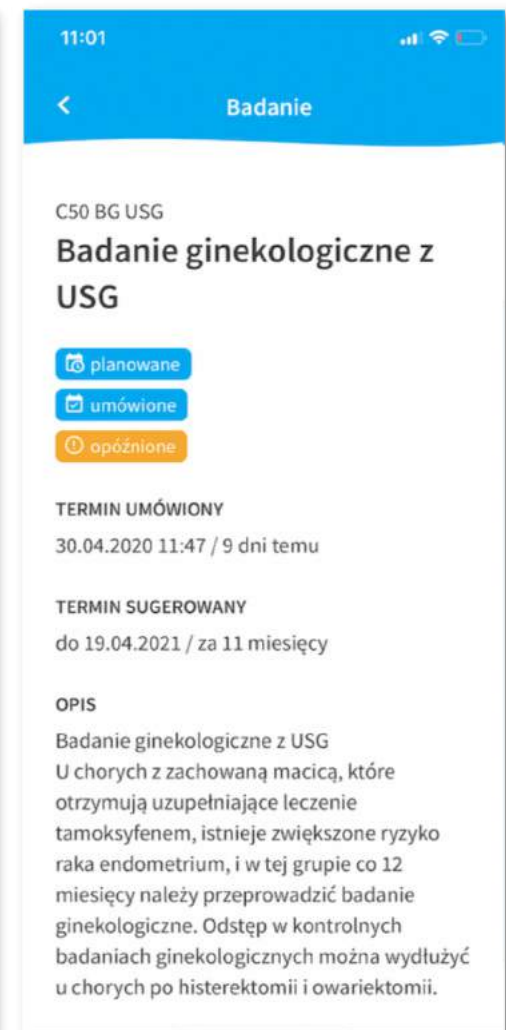 11:01
Badanie
C50 BG USG
Badanie ginekologiczne z
USG
planowane
umówione
opóźnione
TERMIN UMÓWIONY
30.04.2020 11:47 / 9 dni temu
TERMIN SUGEROWANY
do 19.04.2021 / za 11 miesięcy
OPIS
Badanie ginekologiczne z USG
U chorych z zachowaną macicą, które
otrzymują uzupełniające leczenie
tamoksyfenem, istnieje zwiększone ryzyko
raka endometrium, i w tej grupie co 12
miesięcy należy przeprowadzić badanie
ginekologiczne. Odstęp w kontrolnych
badaniach ginekologicznych można wydłużyć
u chorych po histerektomii i owariektomii.